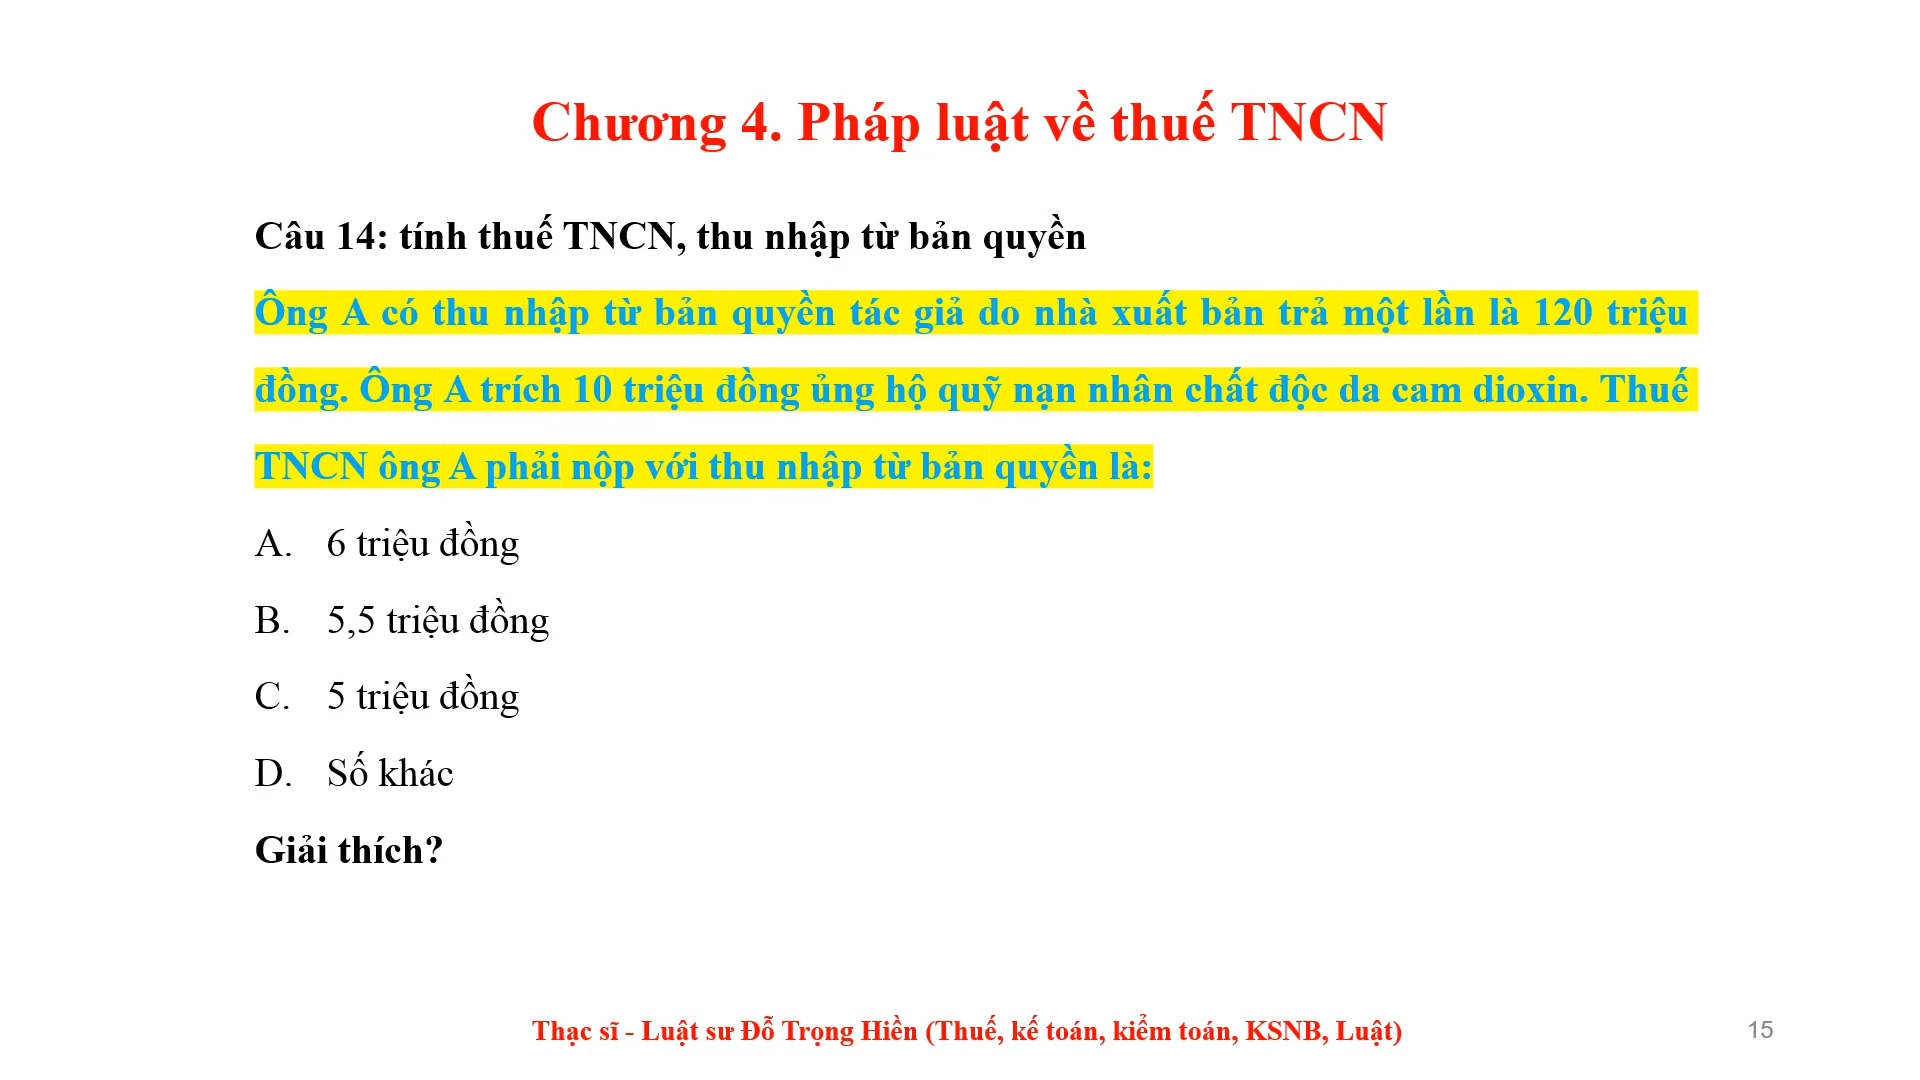 Chương 4. Pháp luật về thuế TNCN
Câu 14: tính thuế TNCN, thu nhập từ bản quyền
Ông A có thu nhập từ bản quyền tác giả do nhà xuất bản trả một lần là 120 triệu
đồng. Ông A trích 10 triệu đồng ủng hộ quỹ nạn nhân chất độc da cam dioxin. Thuế
TNCN ông A phải nộp với thu nhập từ bản quyền là:
A. 6 triệu đồng
B. 5,5 triệu đồng
C. 5 triệu đồng
D. Số khác
Giải thích?
Thạc sĩ - Luật sư Đỗ Trọng Hiền (Thuế, kế toán, kiểm toán, KSNB, Luật)
15